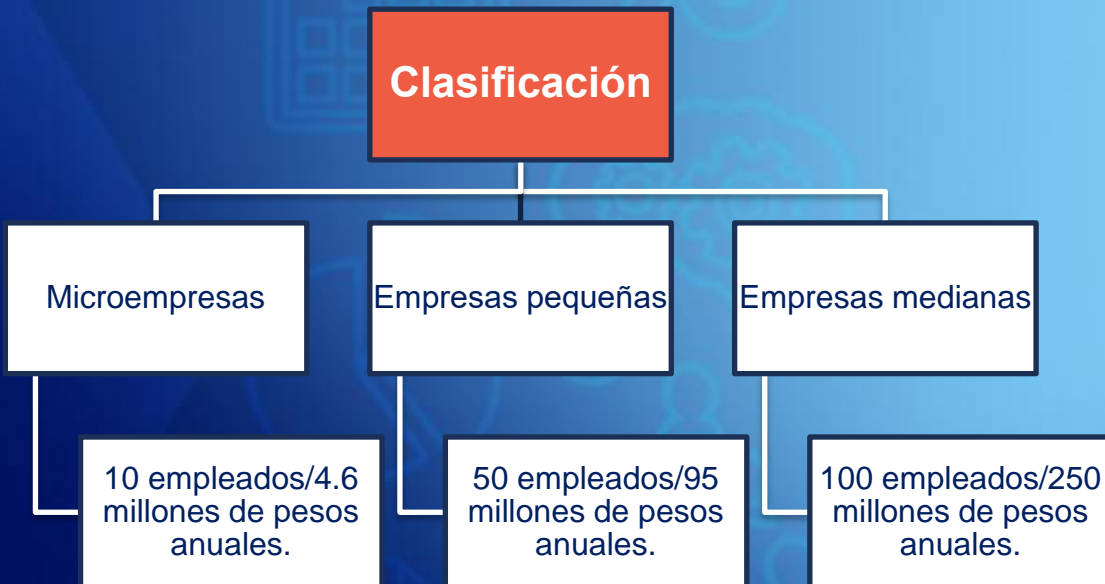 Clasificación
Microempresas
Empresas pequeñas
Empresas medianas
10 empleados/4.6
millones de pesos
anuales.
50 empleados/95
millones de pesos
anuales.
100 empleados/250
millones de pesos
anuales.